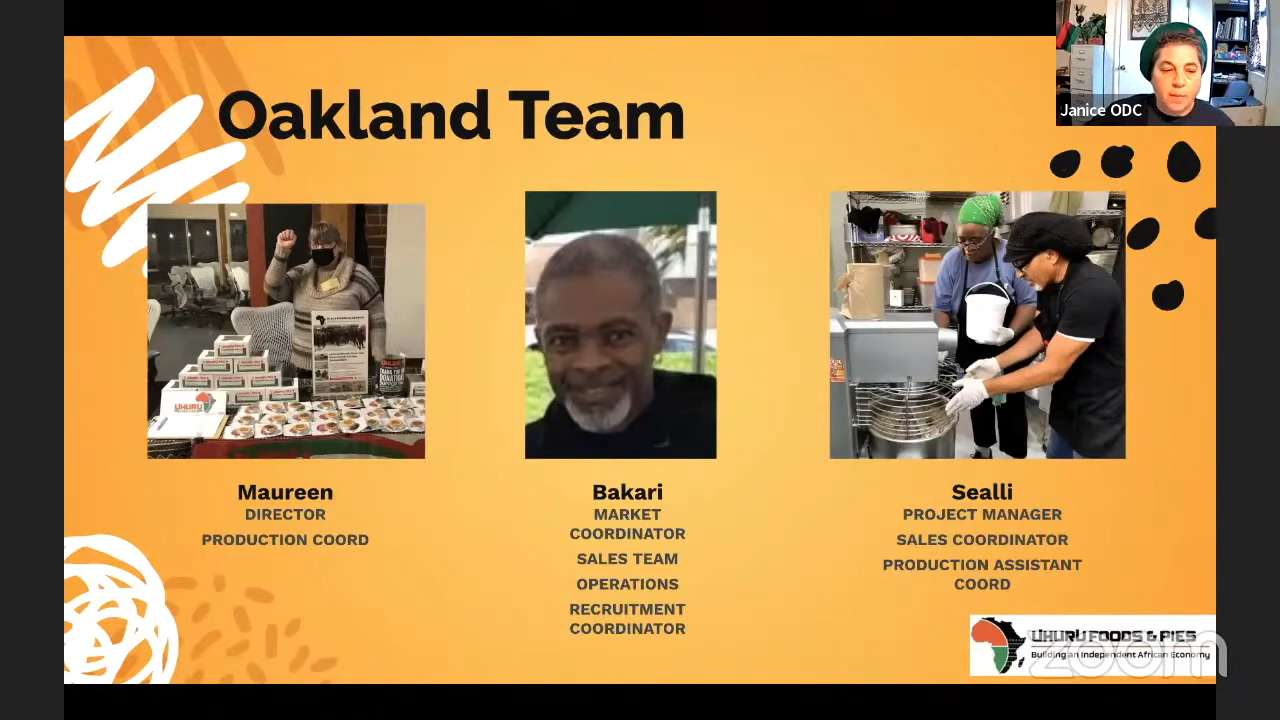 Oakland Team
Janice ODC
UHURU
Maureen
DIRECTOR
PRODUCTION COORD
Bakari
MARKET
COORDINATOR
SALES TEAM
OPERATIONS
RECRUITMENT
COORDINATOR
Sealli
PROJECT MANAGER
SALES COORDINATOR
PRODUCTION ASSISTANT
COORD
UHURU FOODS & PIES
Building an Independent African Economy
zoom